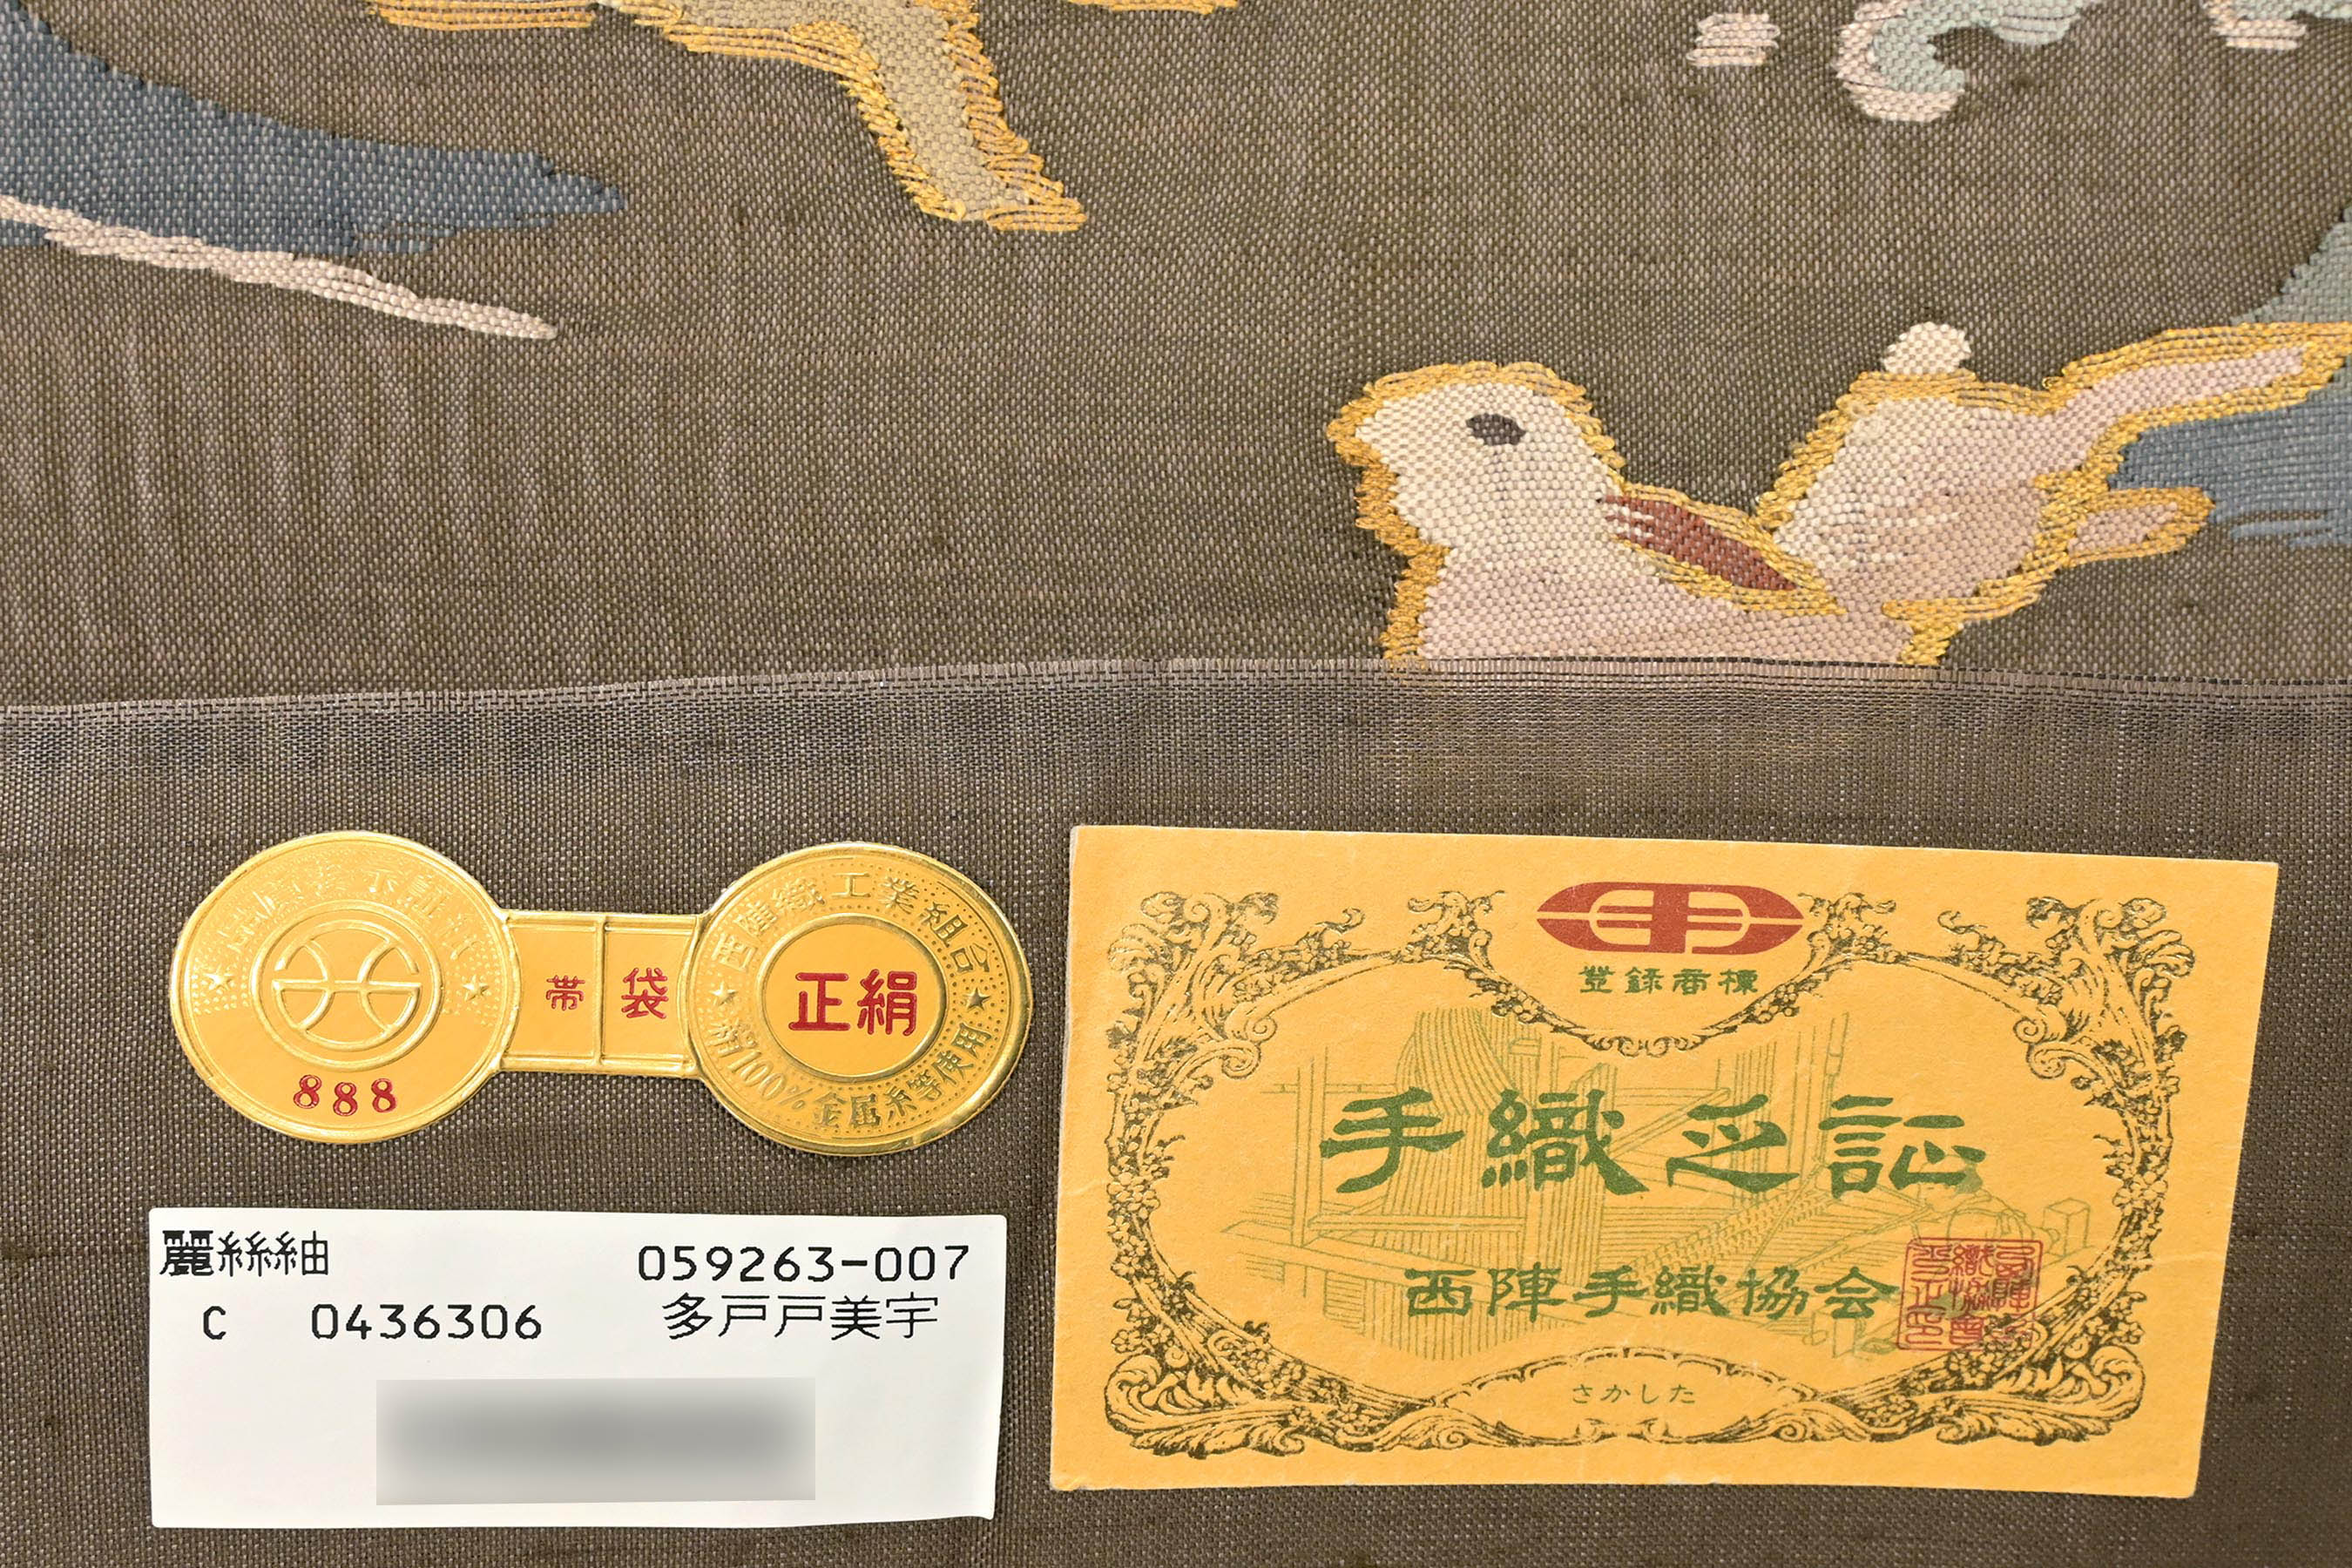 888
帯 袋
西陣織工業組合
正絹
絹100% 金属糸等使用
麗絲紬 059263-007
C 0436306 多戸戸美宇
登録商標
手織之証
西陣手織協会
さかした